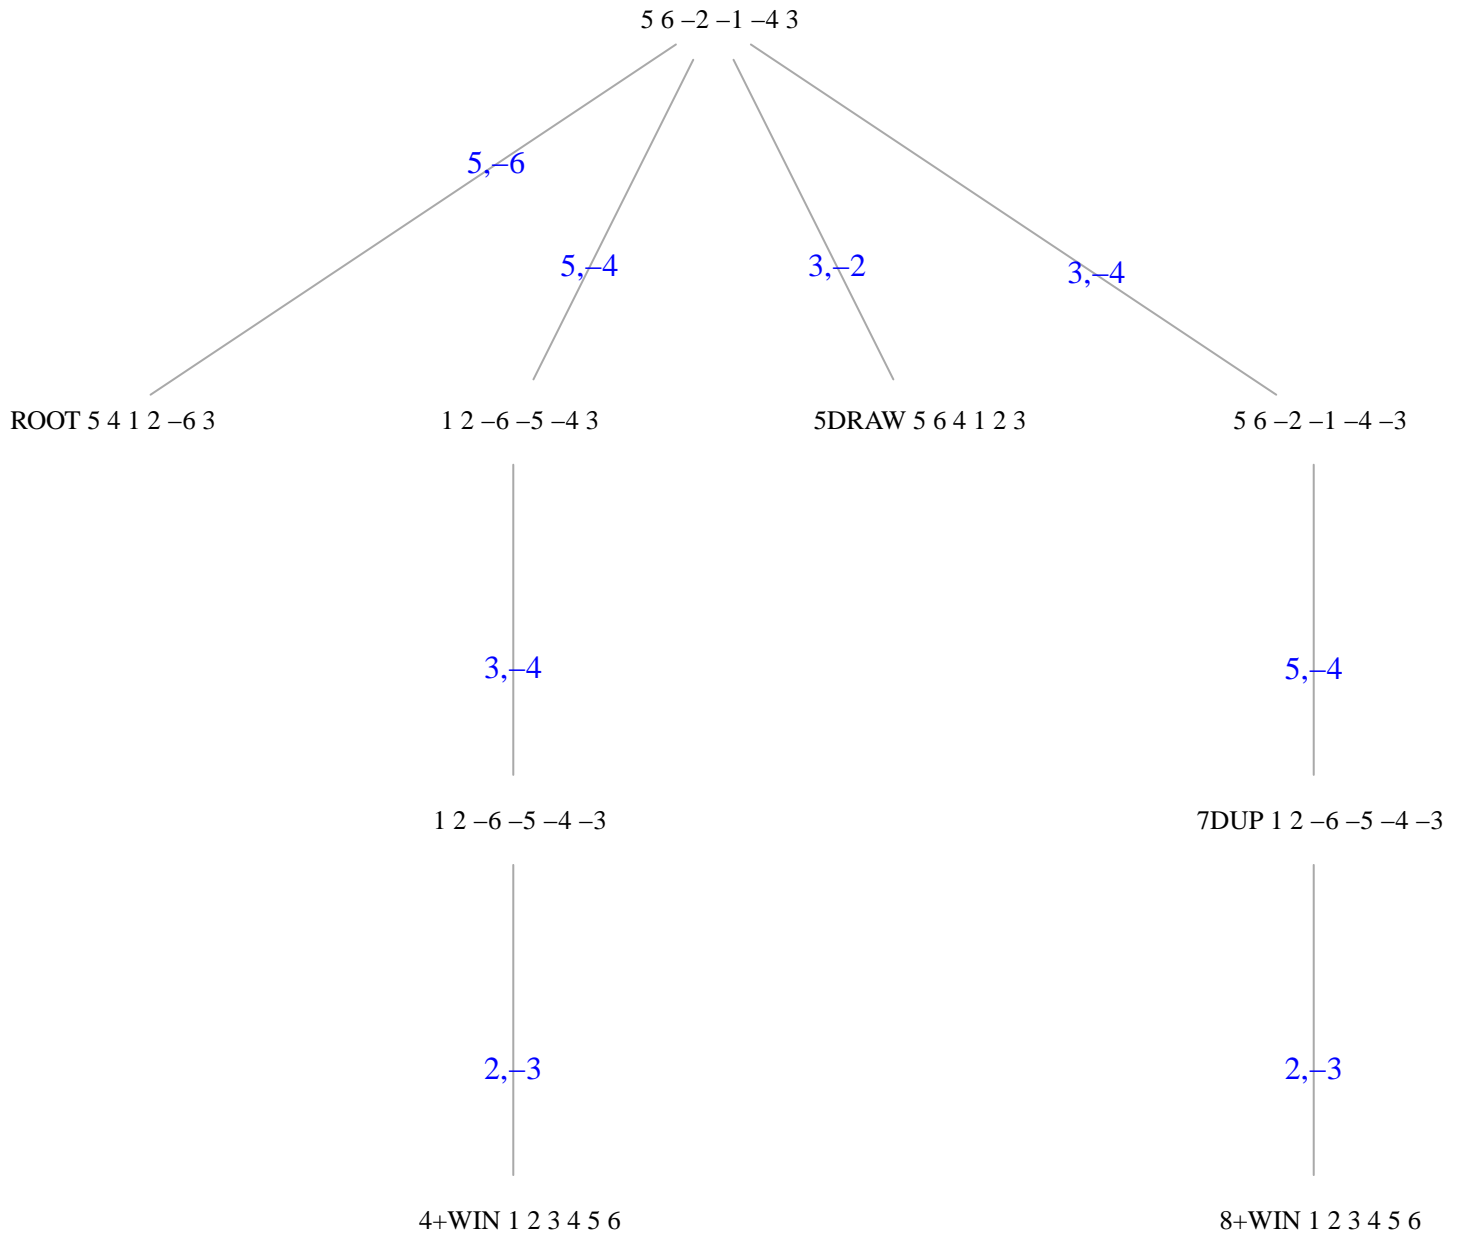 5 6 –2 –1 –4 3
5,–6
5,–4
3,–2
3,–4
ROOT 5 4 1 2 –6 3
1 2 –6 –5 –4 3
5DRAW 5 6 4 1 2 3
5 6 –2 –1 –4 –3
3,–4
5,–4
1 2 –6 –5 –4 –3
7DUP 1 2 –6 –5 –4 –3
2,–3
2,–3
4+WIN 1 2 3 4 5 6
8+WIN 1 2 3 4 5 6